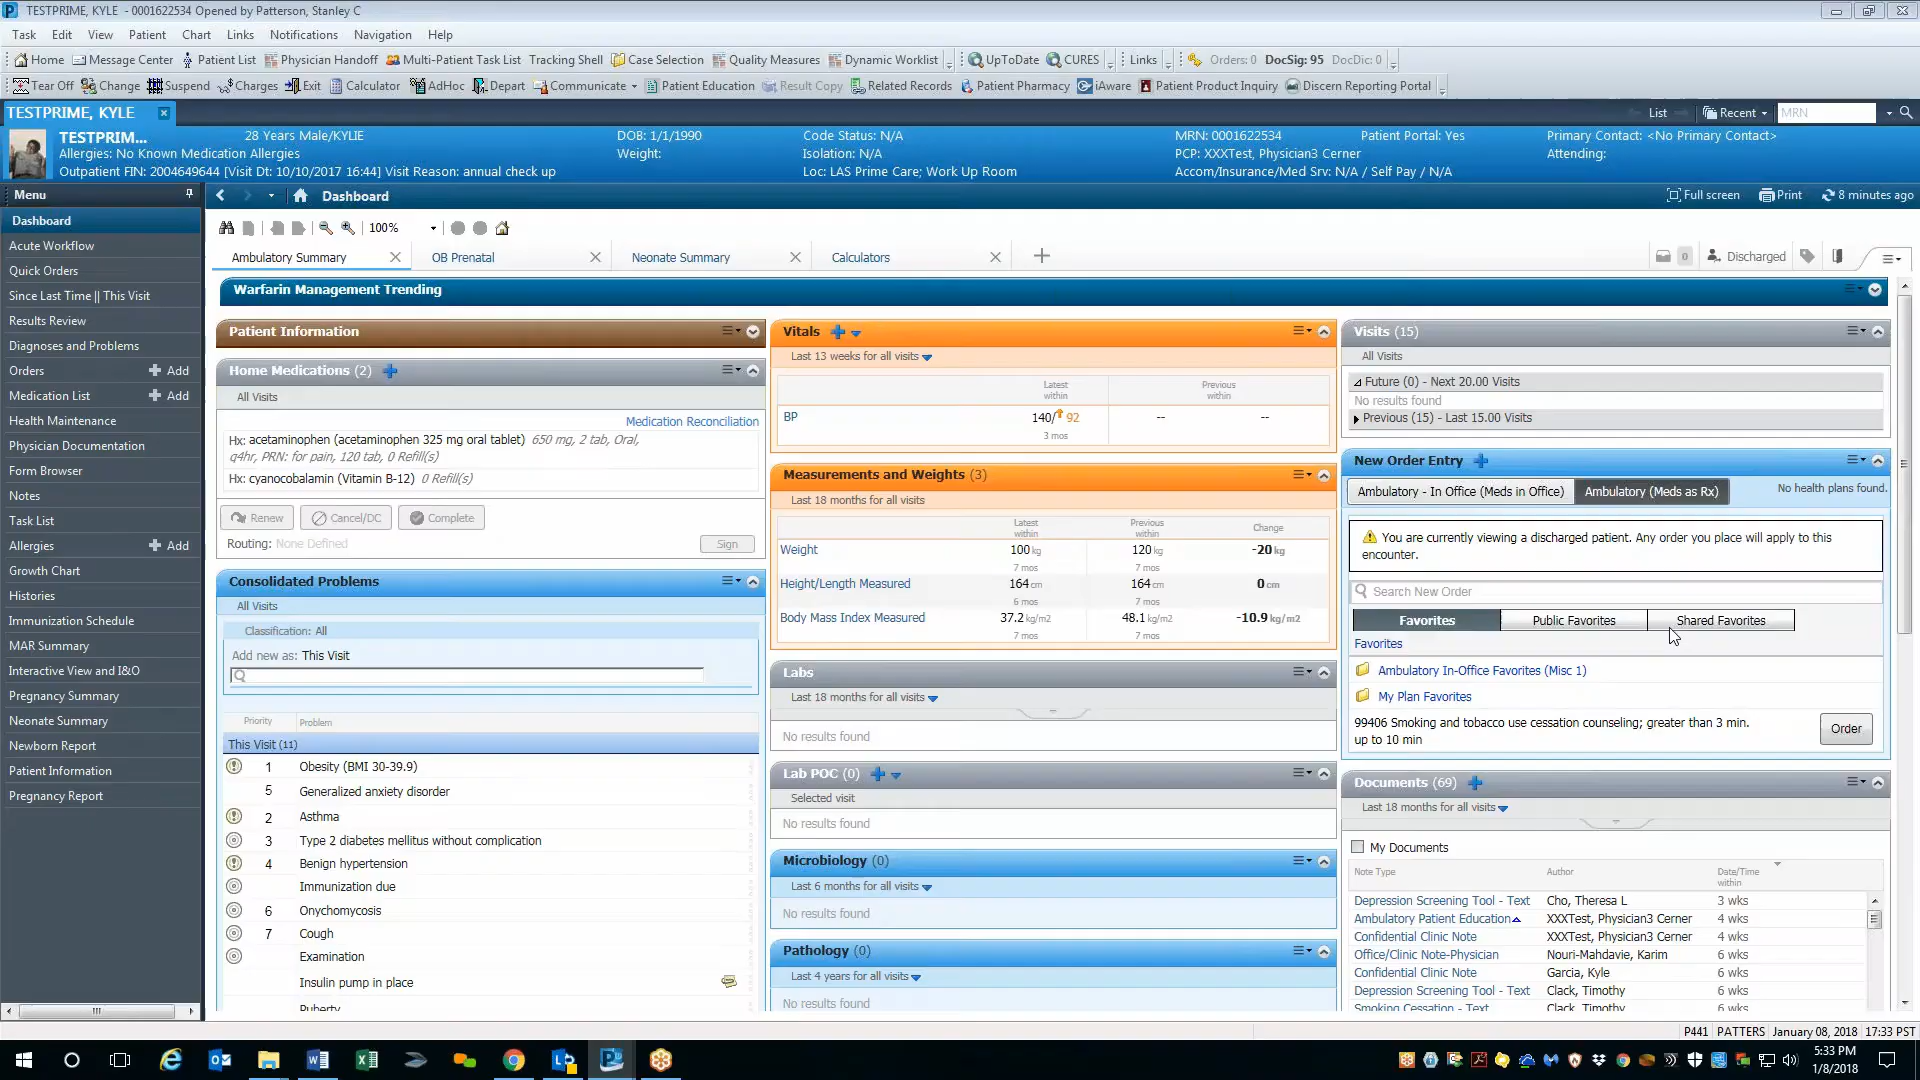 TESTPRIME, KYLE - 0001622534 Opened by Patterson, Stanley C
Task Edit View Patient Chart Links Notifications Navigation Help
Home Message Center Patient List Physician Handoff Multi-Patient Task List Tracking Shell Case Selection Quality Measures Dynamic Worklist UpToDate CURES Links Orders: 0 DocSig: 95 DocDic: 0
Tear Off Change Suspend Charges Exit Calculator AdHoc Depart Communicate Patient Education Result Copy Related Records Patient Pharmacy iAware Patient Product Inquiry Discern Reporting Portal
TESTPRIME, KYLE List Recent MRN
TESTPRIM... 28 Years Male/KYLIE DOB: 1/1/1990 Code Status: N/A MRN: 0001622534 Patient Portal: Yes Primary Contact: <No Primary Contact>
Allergies: No Known Medication Allergies Weight: Isolation: N/A PCP: XXXTest, Physician3 Cerner Attending:
Outpatient FIN: 2004649644 [Visit Dt: 10/10/2017 16:44] Visit Reason: annual check up Loc: LAS Prime Care; Work Up Room Accom/Insurance/Med Srv: N/A / Self Pay / N/A
Menu
Dashboard
Acute Workflow
Quick Orders
Since Last Time || This Visit
Results Review
Diagnoses and Problems
Orders Add
Medication List Add
Health Maintenance
Physician Documentation
Form Browser
Notes
Task List
Allergies Add
Growth Chart
Histories
Immunization Schedule
MAR Summary
Interactive View and I&O
Pregnancy Summary
Neonate Summary
Newborn Report
Patient Information
Pregnancy Report
Dashboard Full screen Print 8 minutes ago
100%
Ambulatory Summary OB Prenatal Neonate Summary Calculators 0 Discharged
Warfarin Management Trending
Patient Information
Home Medications (2)
All Visits
Medication Reconciliation
Hx: acetaminophen (acetaminophen 325 mg oral tablet) 650 mg, 2 tab, Oral,
q4hr, PRN: for pain, 120 tab, 0 Refill(s)
Hx: cyanocobalamin (Vitamin B-12) 0 Refill(s)
Renew Cancel/DC Complete
Routing: None Defined Sign
Consolidated Problems
All Visits
Classification: All
Add new as: This Visit
Priority Problem
This Visit (11)
1 Obesity (BMI 30-39.9)
5 Generalized anxiety disorder
2 Asthma
3 Type 2 diabetes mellitus without complication
4 Benign hypertension
Immunization due
6 Onychomycosis
7 Cough
Examination
Insulin pump in place
Puberty
Vitals
Last 13 weeks for all visits
Latest Previous
within within
BP 140/ 92 -- --
3 mos
Measurements and Weights (3)
Last 18 months for all visits
Latest Previous Change
within within
Weight 100 kg 120 kg -20 kg
7 mos 7 mos
Height/Length Measured 164 cm 164 cm 0 cm
6 mos 7 mos
Body Mass Index Measured 37.2 kg/m2 48.1 kg/m2 -10.9 kg/m2
7 mos 7 mos
Labs
Last 18 months for all visits
No results found
Lab POC (0)
Selected visit
No results found
Microbiology (0)
Last 6 months for all visits
No results found
Pathology (0)
Last 4 years for all visits
No results found
Visits (15)
All Visits
Future (0) - Next 20.00 Visits
No results found
Previous (15) - Last 15.00 Visits
New Order Entry
Ambulatory - In Office (Meds in Office) Ambulatory (Meds as Rx) No health plans found.
You are currently viewing a discharged patient. Any order you place will apply to this
encounter.
Search New Order
Favorites Public Favorites Shared Favorites
Favorites
Ambulatory In-Office Favorites (Misc 1)
My Plan Favorites
99406 Smoking and tobacco use cessation counseling; greater than 3 min.
up to 10 min
Order
Documents (69)
Last 18 months for all visits
My Documents
Note Type Author Date/Time
within
Depression Screening Tool - Text Cho, Theresa L 3 wks
Ambulatory Patient Education XXXTest, Physician3 Cerner 4 wks
Confidential Clinic Note XXXTest, Physician3 Cerner 4 wks
Office/Clinic Note-Physician Nouri-Mahdavie, Karim 6 wks
Confidential Clinic Note Garcia, Kyle 6 wks
Depression Screening Tool - Text Clack, Timothy 6 wks
Smoking Cessation - Text Clack, Timothy 6 wks
P441 PATTERS January 08, 2018 17:33 PST
5:33 PM
1/8/2018